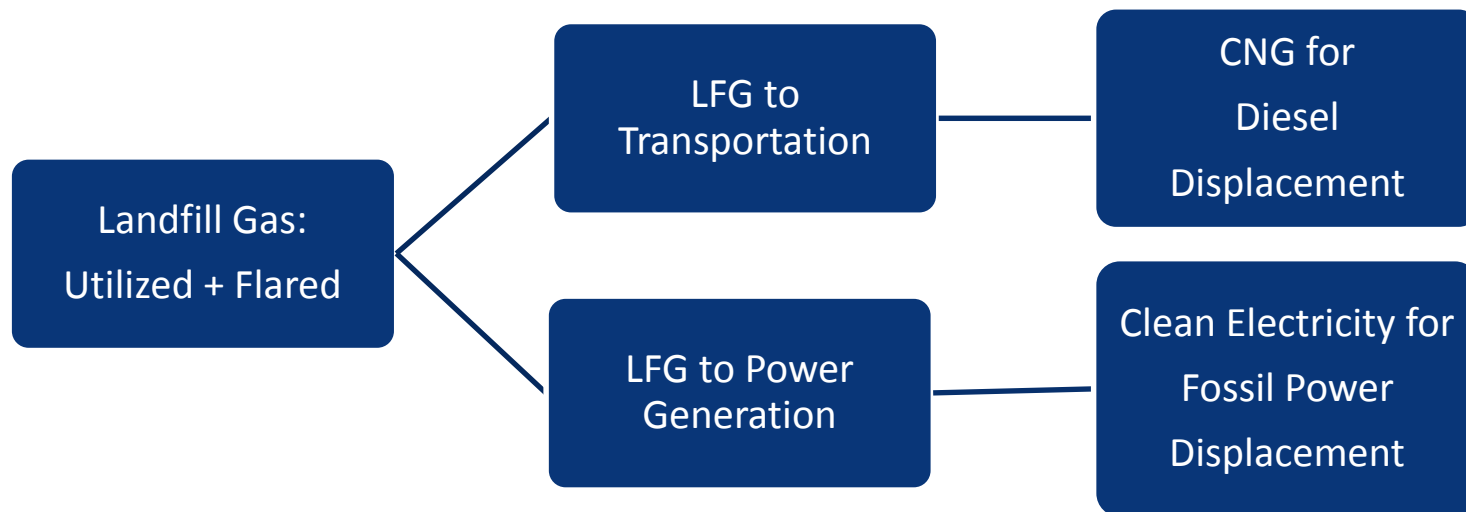 Landfill Gas:
Utilized + Flared
LFG to
Transportation
CNG for
Diesel
Displacement
LFG to Power
Generation
Clean Electricity for
Fossil Power
Displacement